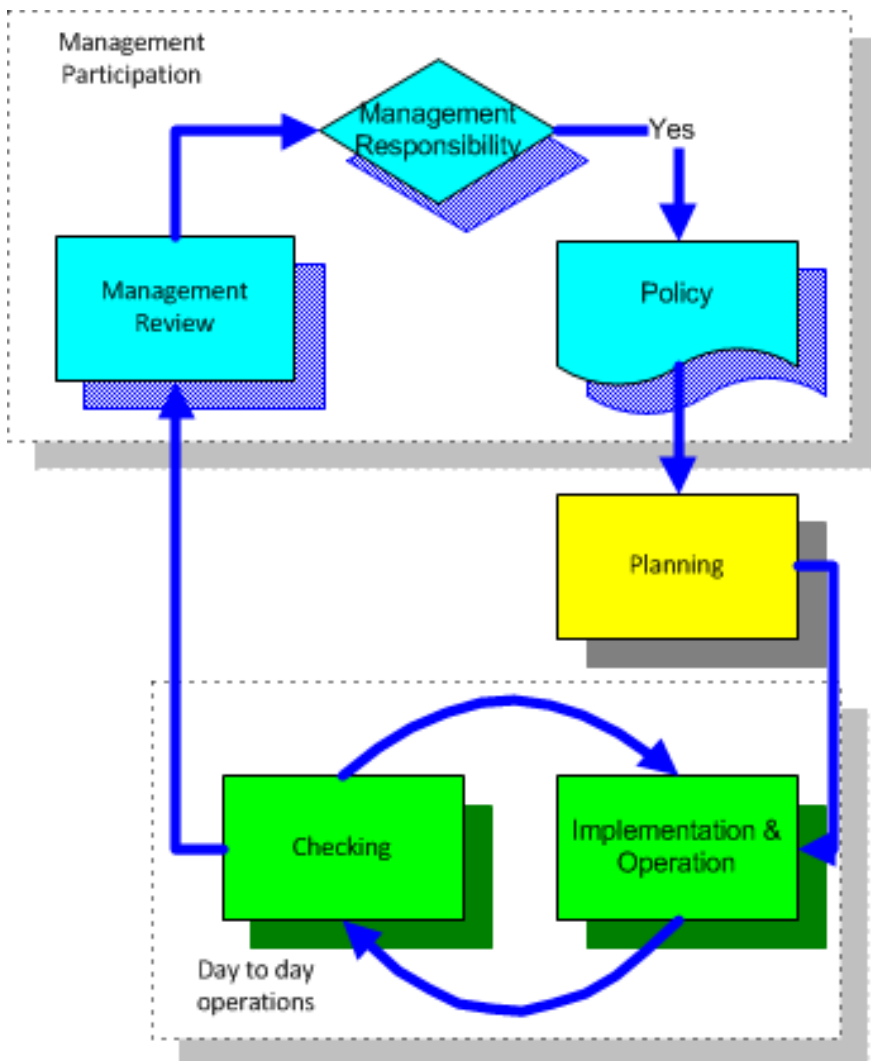 Management
Participation
Management
Responsibility
Yes
Management
Review
Policy
Planning
Checking
Implementation &
Operation
Day to day
operations